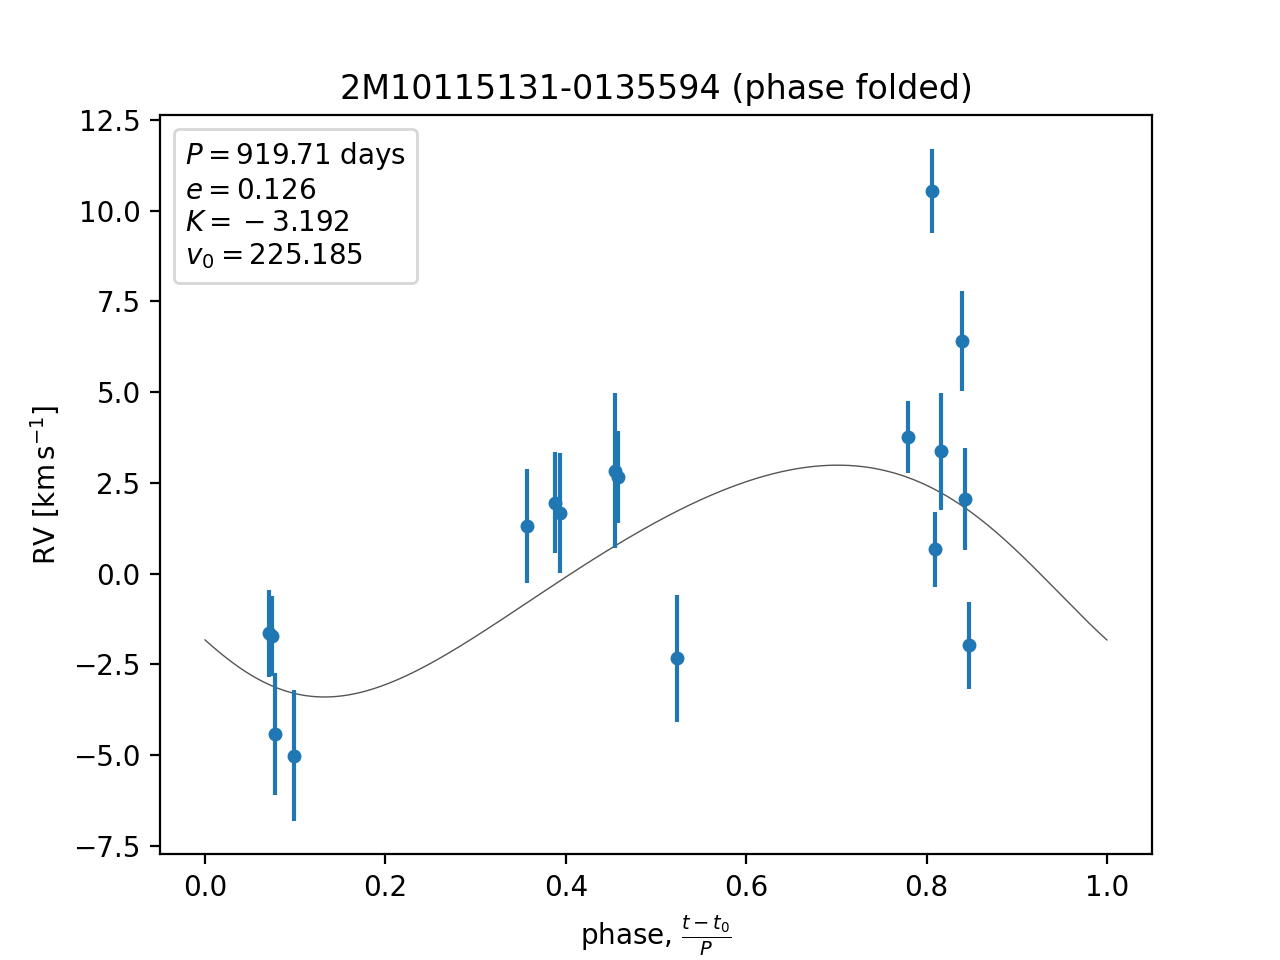 2M10115131-0135594 (phase folded)
P = 919.71 days
e = 0.126
K = −3.192
v₀ = 225.185
12.5
10.0
7.5
5.0
2.5
0.0
−2.5
−5.0
−7.5
RV [km s⁻¹]
0.0 0.2 0.4 0.6 0.8 1.0
phase, (t − t₀)/P